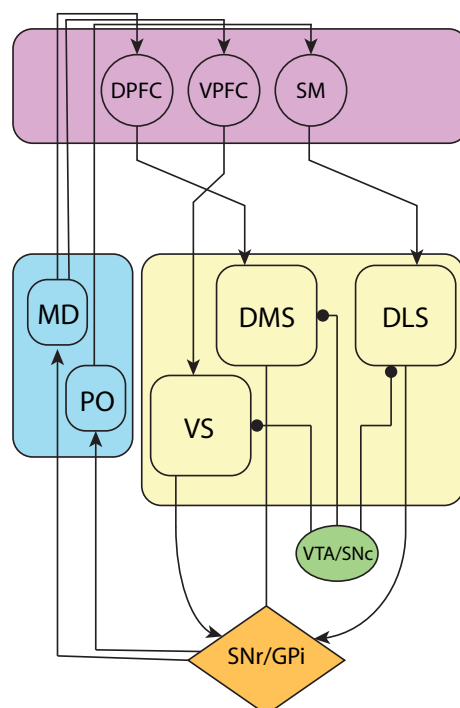 DPFC
VPFC
SM
MD
PO
DMS
DLS
VS
VTA/SNc
SNr/GPi